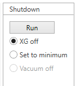 Shutdown
Run
XG off
Set to minimum
Vacuum off